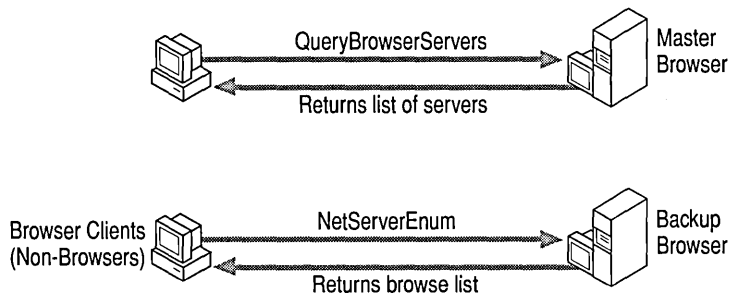 QueryBrowserServers
Master
Browser
Returns list of servers
Browser Clients
(Non-Browsers)
NetServerEnum
Backup
Browser
Returns browse list